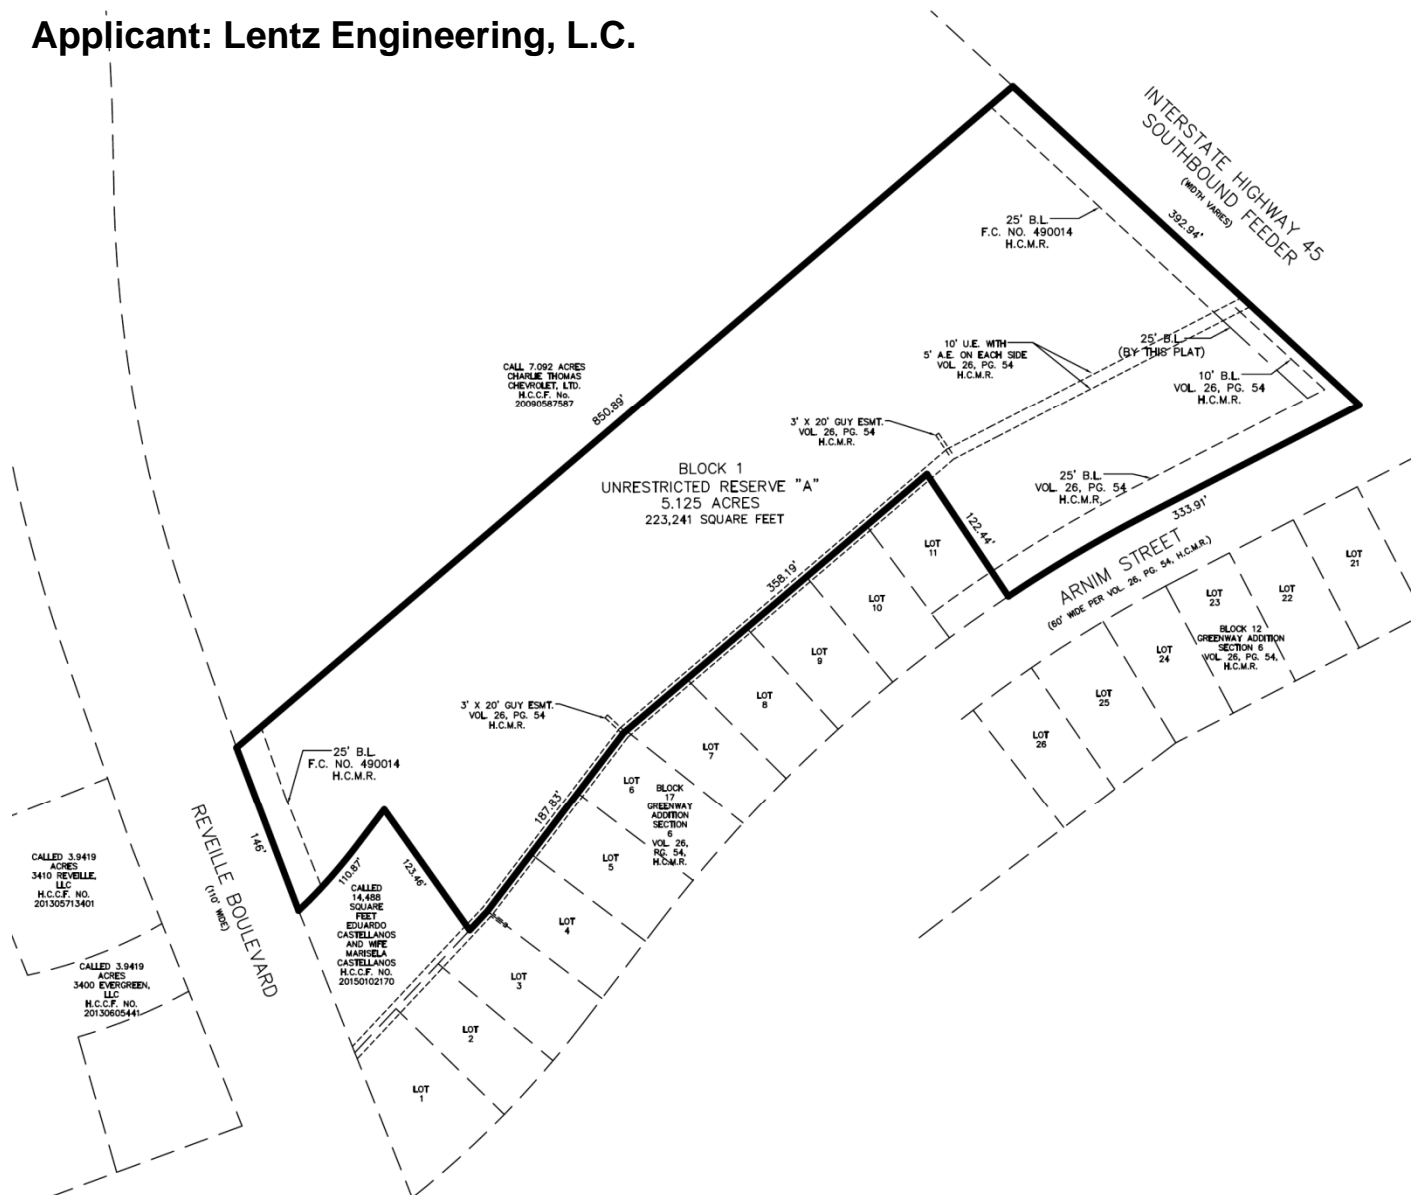 Applicant: Lentz Engineering, L.C.
INTERSTATE HIGHWAY 45
SOUTHBOUND FEEDER
(WIDTH VARIES)
392.94'
25' B.L.
F.C. NO. 490014
H.C.M.R.
10' U.E. WITH
5' A.E. ON EACH SIDE
VOL. 26, PG. 54
H.C.M.R.
25' B.L.
(BY THIS PLAT)
10' B.L.
VOL. 26, PG. 54
H.C.M.R.
CALL 7.092 ACRES
CHARLIE THOMAS
CHEVROLET, LTD.
H.C.C.F. No.
20090587587
850.89'
3' X 20' GUY ESMT.
VOL. 26, PG. 54
H.C.M.R.
BLOCK 1
UNRESTRICTED RESERVE "A"
5.125 ACRES
223,241 SQUARE FEET
25' B.L.
VOL. 26, PG. 54
H.C.M.R.
333.91'
122.44'
358.19'
ARNIM STREET
(60' WIDE PER VOL. 26, PG. 54, H.C.M.R.)
LOT
11
LOT
10
LOT
9
LOT
8
LOT
7
LOT
6
LOT
5
LOT
4
LOT
3
LOT
2
LOT
1
LOT
21
LOT
22
LOT
23
LOT
24
LOT
25
LOT
26
BLOCK 12
GREENWAY ADDITION
SECTION 6
VOL. 26, PG. 54,
H.C.M.R.
3' X 20' GUY ESMT.
VOL. 26, PG. 54
H.C.M.R.
25' B.L.
F.C. NO. 490014
H.C.M.R.
BLOCK
17
GREENWAY
ADDITION
SECTION
6
VOL. 26,
PG. 54,
H.C.M.R.
187.83'
146'
110.87'
123.46'
REVEILLE BOULEVARD
(110' WIDE)
CALLED
14,488
SQUARE
FEET
EDUARDO
CASTELLANOS
AND WIFE
MARISELA
CASTELLANOS
H.C.C.F. NO.
20150102170
CALLED 3.9419
ACRES
3410 REVEILLE,
LLC
H.C.C.F. NO.
201305713401
CALLED 3.9419
ACRES
3400 EVERGREEN,
LLC
H.C.C.F. NO.
20130605441